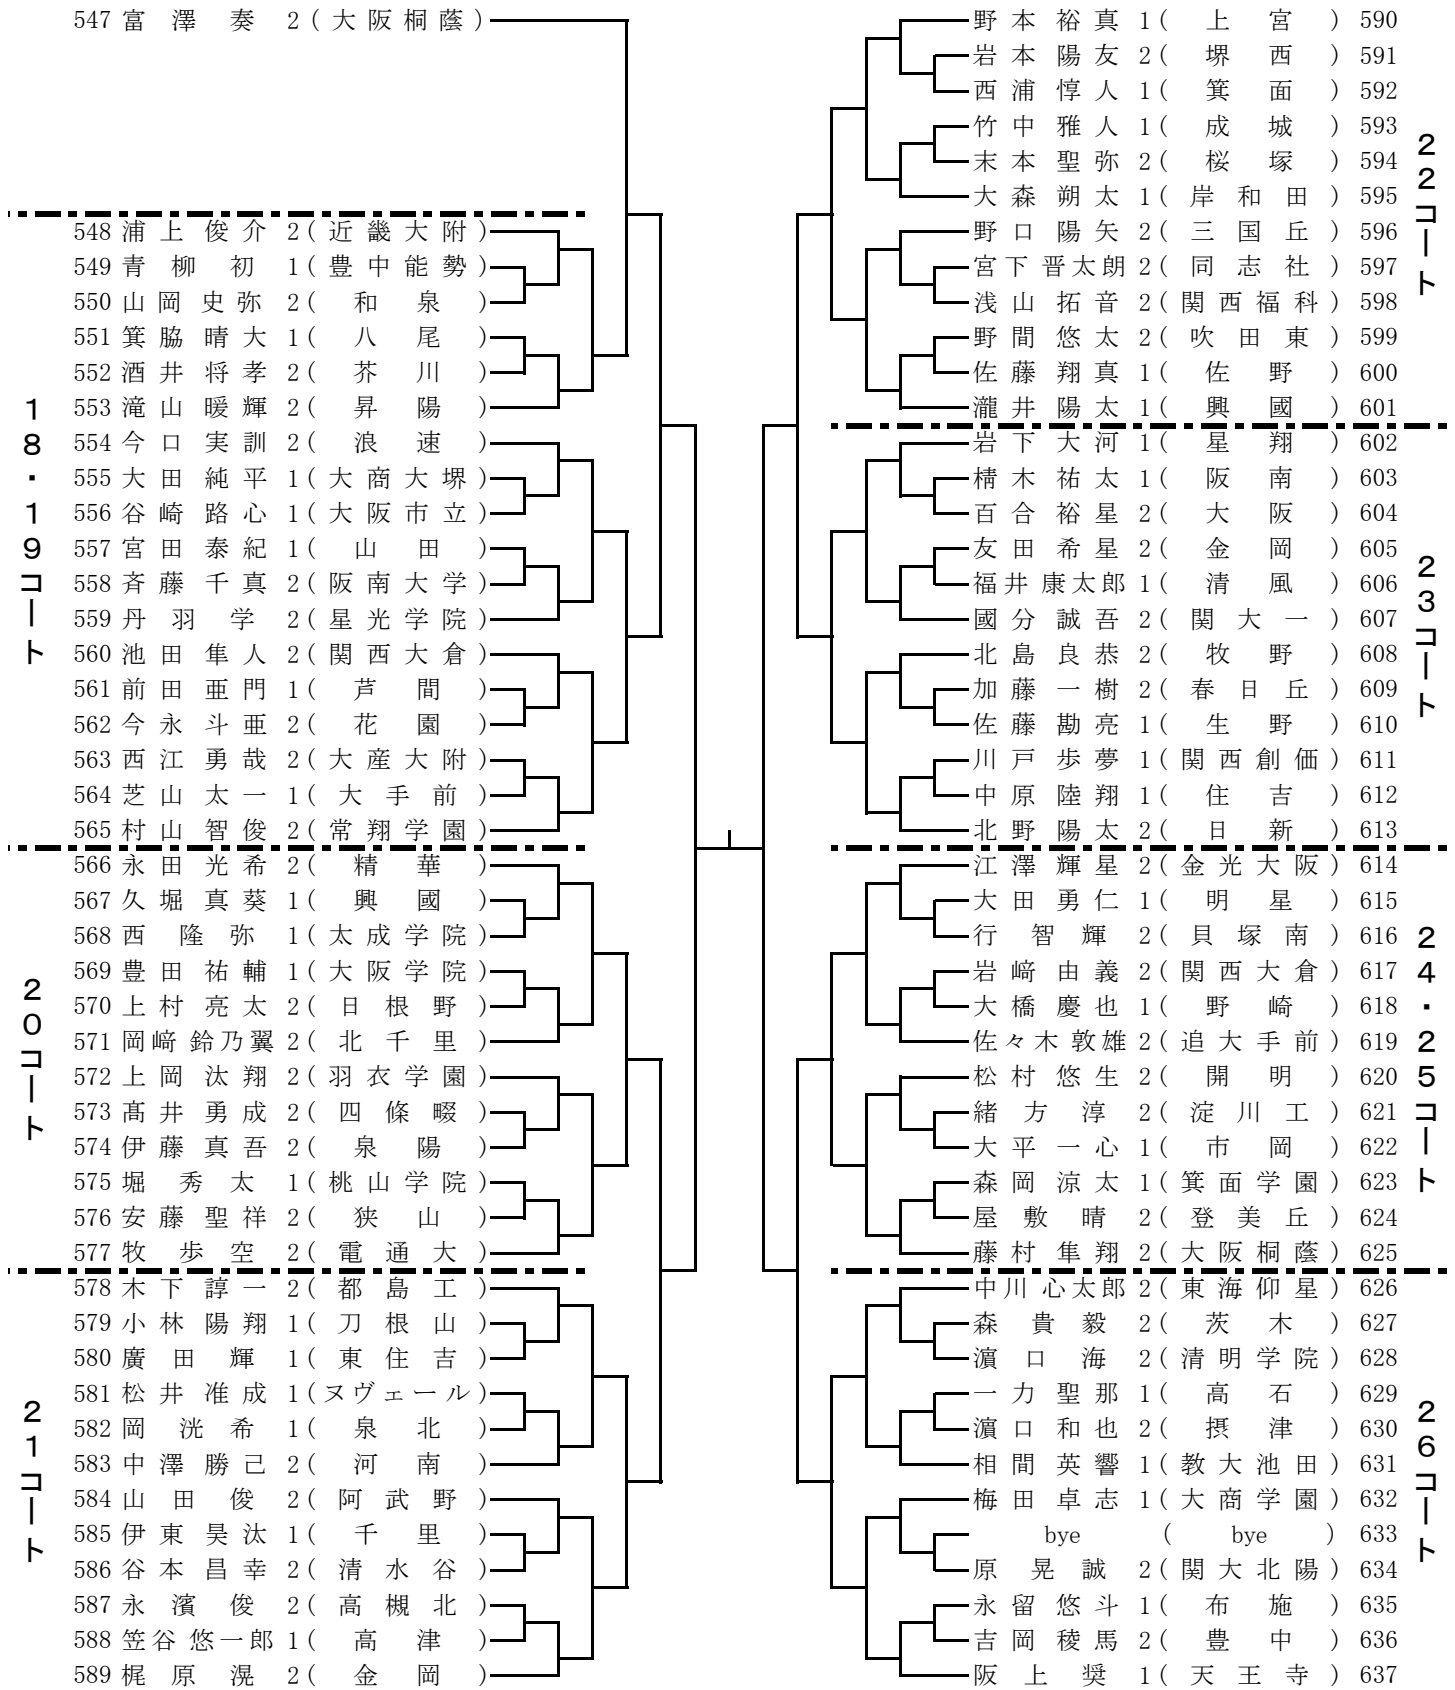 547 富澤奏 2(大阪桐蔭)
548 浦上俊介 2(近畿大附)
549 青柳初 1(豊中能勢)
550 山岡史弥 2(和泉)
551 箕脇晴大 1(八尾)
552 酒井将孝 2(芥川)
553 滝山暖輝 2(昇陽)
554 今口実訓 2(浪速)
555 大田純平 1(大商大堺)
556 谷崎路心 1(大阪市立)
557 宮田泰紀 1(山田)
558 斉藤千真 2(阪南大学)
559 丹羽学 2(星光学院)
560 池田隼人 2(関西大倉)
561 前田亜門 1(芦間)
562 今永斗亜 2(花園)
563 西江勇哉 2(大産大附)
564 芝山太一 1(大手前)
565 村山智俊 2(常翔学園)
18・19コート
566 永田光希 2(精華)
567 久堀真葵 1(興國)
568 西隆弥 1(太成学院)
569 豊田祐輔 1(大阪学院)
570 上村亮太 2(日根野)
571 岡﨑鈴乃翼 2(北千里)
572 上岡汰翔 2(羽衣学園)
573 髙井勇成 2(四條畷)
574 伊藤真吾 2(泉陽)
575 堀秀太 1(桃山学院)
576 安藤聖祥 2(狭山)
577 牧歩空 2(電通大)
20コート
578 木下諄一 2(都島工)
579 小林陽翔 1(刀根山)
580 廣田輝 1(東住吉)
581 松井准成 1(ヌヴェール)
582 岡洸希 1(泉北)
583 中澤勝己 2(河南)
584 山田俊 2(阿武野)
585 伊東昊汰 1(千里)
586 谷本昌幸 2(清水谷)
587 永濱俊 2(高槻北)
588 笠谷悠一郎 1(高津)
589 梶原滉 2(金岡)
21コート
野本裕真 1(上宮) 590
岩本陽友 2(堺西) 591
西浦惇人 1(箕面) 592
竹中雅人 1(成城) 593
末本聖弥 2(桜塚) 594
大森朔太 1(岸和田) 595
野口陽矢 2(三国丘) 596
宮下晋太朗 2(同志社) 597
浅山拓音 2(関西福科) 598
野間悠太 2(吹田東) 599
佐藤翔真 1(佐野) 600
瀧井陽太 1(興國) 601
22コート
岩下大河 1(星翔) 602
棈木祐太 1(阪南) 603
百合裕星 2(大阪) 604
友田希星 2(金岡) 605
福井康太郎 1(清風) 606
國分誠吾 2(関大一) 607
北島良恭 2(牧野) 608
加藤一樹 2(春日丘) 609
佐藤勘亮 1(生野) 610
川戸歩夢 1(関西創価) 611
中原陸翔 1(住吉) 612
北野陽太 2(日新) 613
23コート
江澤輝星 2(金光大阪) 614
大田勇仁 1(明星) 615
行智輝 2(貝塚南) 616
岩﨑由義 2(関西大倉) 617
大橋慶也 1(野崎) 618
佐々木敦雄 2(追大手前) 619
松村悠生 2(開明) 620
緒方淳 2(淀川工) 621
大平一心 1(市岡) 622
森岡涼太 1(箕面学園) 623
屋敷晴 2(登美丘) 624
藤村隼翔 2(大阪桐蔭) 625
24・25コート
中川心太郎 2(東海仰星) 626
森貴毅 2(茨木) 627
濵口海 2(清明学院) 628
一力聖那 1(高石) 629
濵口和也 2(摂津) 630
相間英響 1(教大池田) 631
梅田卓志 1(大商学園) 632
bye (bye) 633
原晃誠 2(関大北陽) 634
永留悠斗 1(布施) 635
吉岡稜馬 2(豊中) 636
阪上奨 1(天王寺) 637
26コート